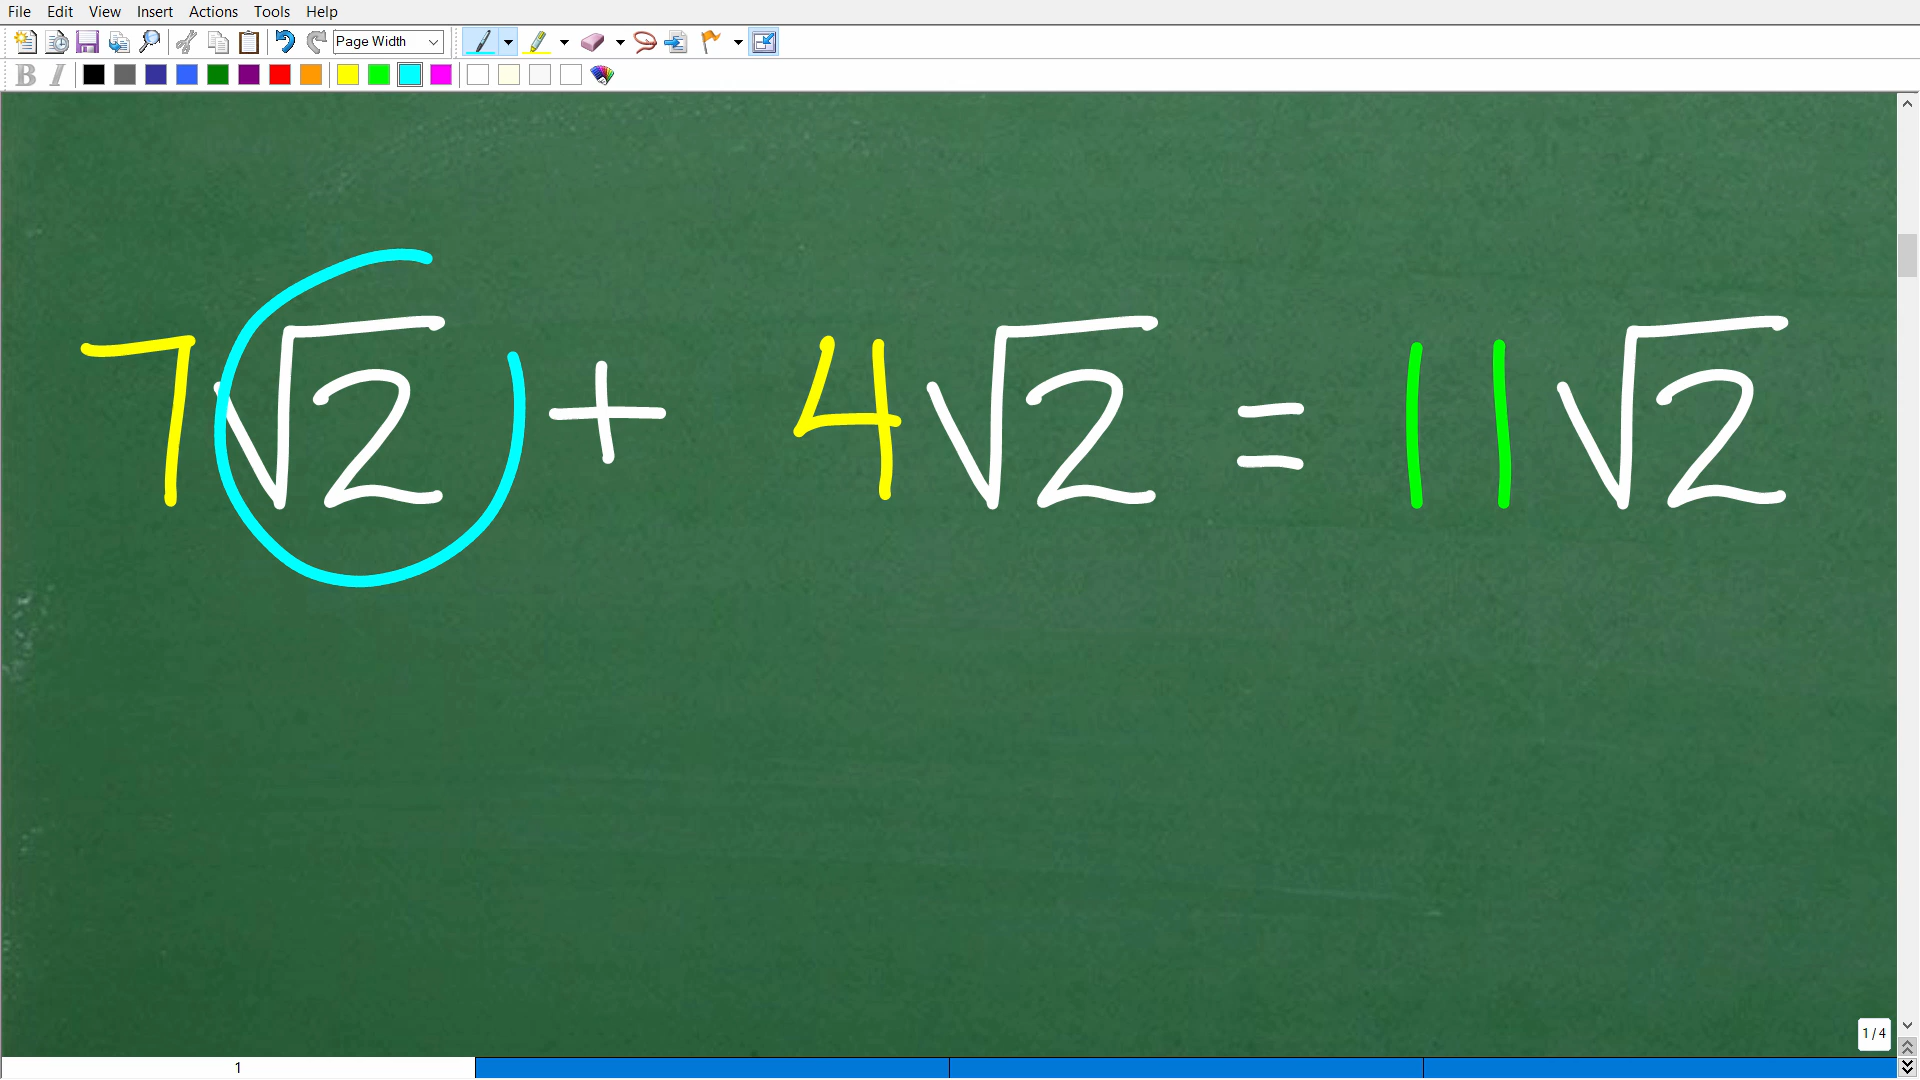 File Edit View Insert Actions Tools Help
Page Width
B I
7√2 + 4√2 = 11√2
1 / 4
1